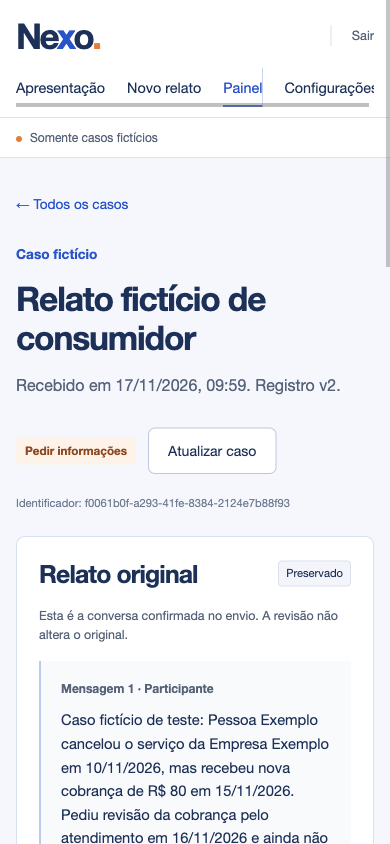 Nexo.
Sair
Apresentação Novo relato Painel Configurações
Somente casos fictícios
← Todos os casos
Caso fictício
Relato fictício de
consumidor
Recebido em 17/11/2026, 09:59. Registro v2.
Pedir informações Atualizar caso
Identificador: f0061b0f-a293-41fe-8384-2124e7b88f93
Relato original Preservado
Esta é a conversa confirmada no envio. A revisão não
altera o original.
Mensagem 1 · Participante
Caso fictício de teste: Pessoa Exemplo
cancelou o serviço da Empresa Exemplo
em 10/11/2026, mas recebeu nova
cobrança de R$ 80 em 15/11/2026.
Pediu revisão da cobrança pelo
atendimento em 16/11/2026 e ainda não